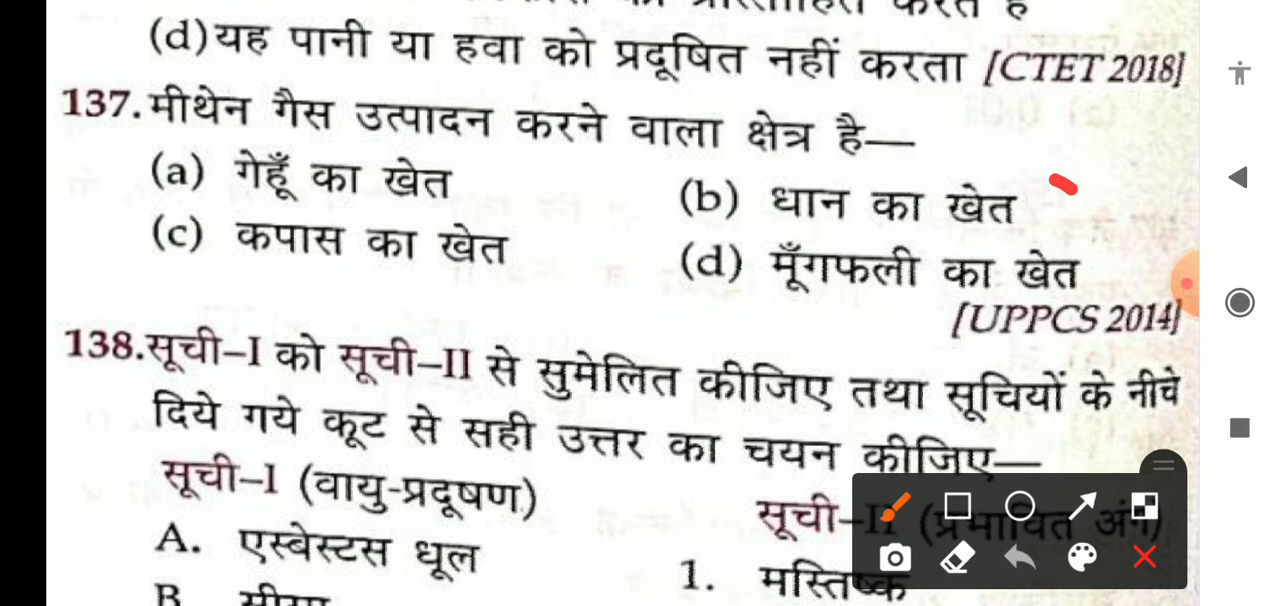 (d) यह पानी या हवा को प्रदूषित नहीं करता [CTET 2018]
137. मीथेन गैस उत्पादन करने वाला क्षेत्र है—
(a) गेहूँ का खेत (b) धान का खेत
(c) कपास का खेत (d) मूँगफली का खेत
[UPPCS 2014]
138. सूची–I को सूची–II से सुमेलित कीजिए तथा सूचियों के नीचे
दिये गये कूट से सही उत्तर का चयन कीजिए—
सूची–I (वायु-प्रदूषण) सूची–II (प्रभावित अंग)
A. एस्बेस्टस धूल 1. मस्तिष्क
B.